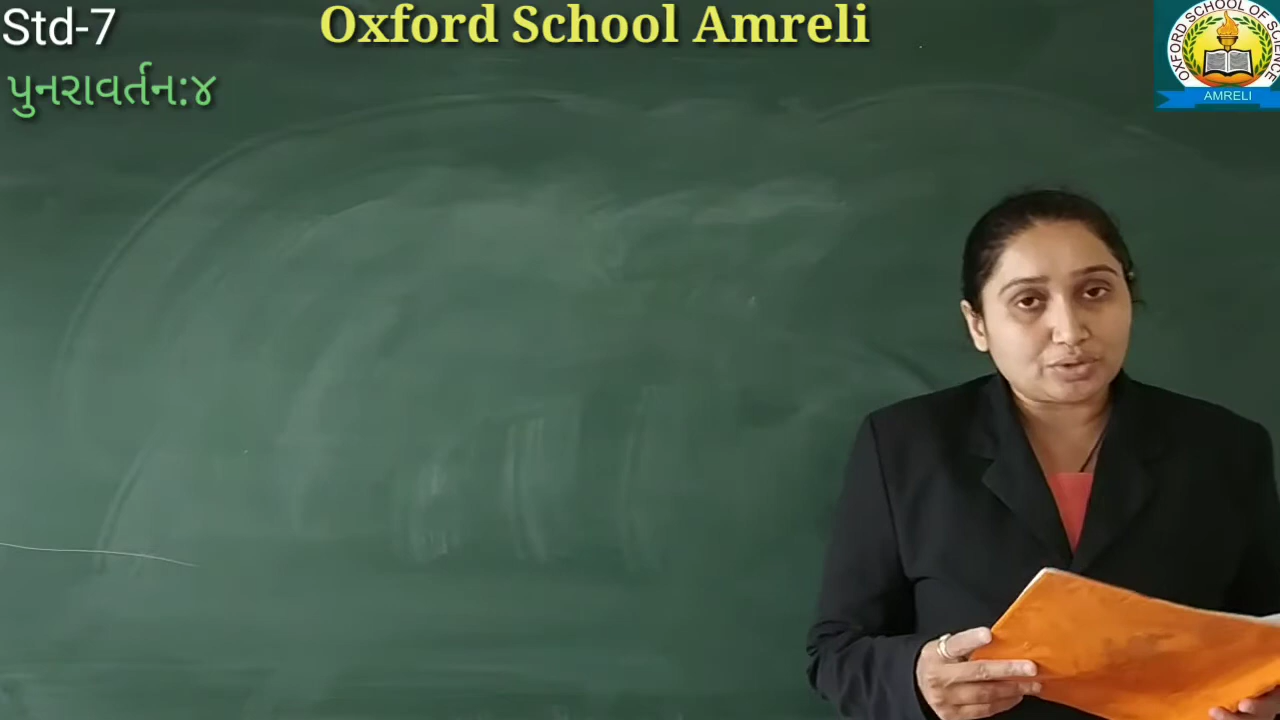 Std-7
Oxford School Amreli
પુનરાવર્તન:૪
OXFORD SCHOOL OF SCIENCE
AMRELI